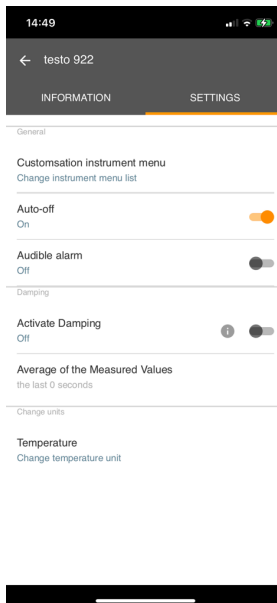 14:49
testo 922
INFORMATION SETTINGS
General
Customsation instrument menu
Change instrument menu list
Auto-off
On
Audible alarm
Off
Damping
Activate Damping
Off
Average of the Measured Values
the last 0 seconds
Change units
Temperature
Change temperature unit